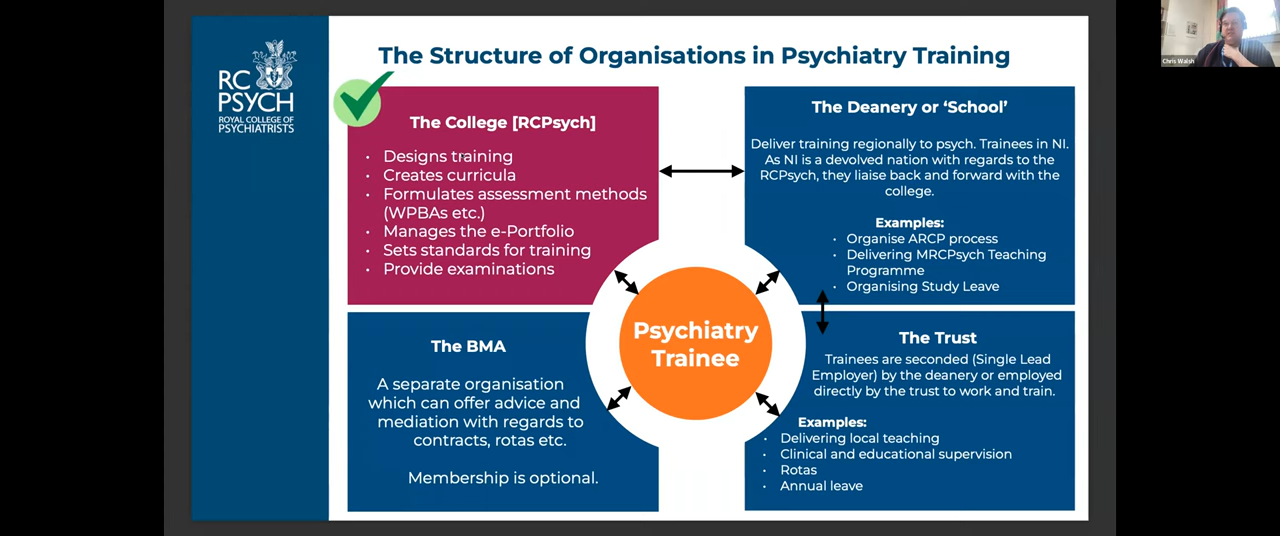 RC
PSYCH
ROYAL COLLEGE OF
PSYCHIATRISTS
The Structure of Organisations in Psychiatry Training
The College [RCPsych]
• Designs training
• Creates curricula
• Formulates assessment methods
(WPBAs etc.)
• Manages the e-Portfolio
• Sets standards for training
• Provide examinations
The Deanery or ‘School’
Deliver training regionally to psych. Trainees in NI.
As NI is a devolved nation with regards to the
RCPsych, they liaise back and forward with the
college.
Examples:
• Organise ARCP process
• Delivering MRCPsych Teaching
Programme
• Organising Study Leave
Psychiatry
Trainee
The BMA
A separate organisation
which can offer advice and
mediation with regards to
contracts, rotas etc.
Membership is optional.
The Trust
Trainees are seconded (Single Lead
Employer) by the deanery or employed
directly by the trust to work and train.
Examples:
• Delivering local teaching
• Clinical and educational supervision
• Rotas
• Annual leave
Chris Walsh